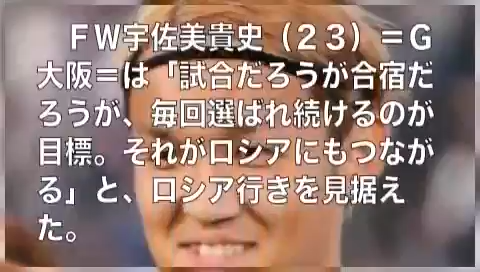 FW宇佐美貴史（２３）＝G
大阪＝は「試合だろうが合宿だ
ろうが、毎回選ばれ続けるのが
目標。それがロシアにもつなが
る」と、ロシア行きを見据え
た。